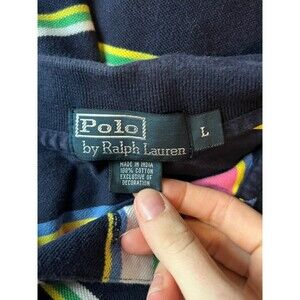 Polo
by Ralph Lauren
L
MADE IN INDIA
100% COTTON
EXCLUSIVE OF
DECORATION